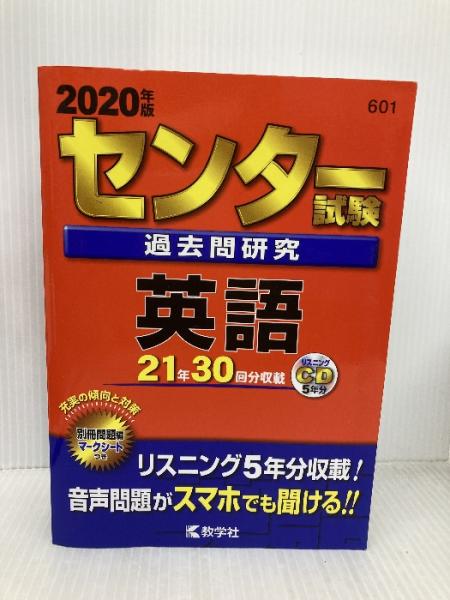 2020年版
601
センター試験
過去問研究
英語
21年30回分収載
リスニング
CD
5年分
充実の傾向と対策
別冊問題編
マークシート
つき
リスニング5年分収載!
音声問題がスマホでも聞ける!!
教学社